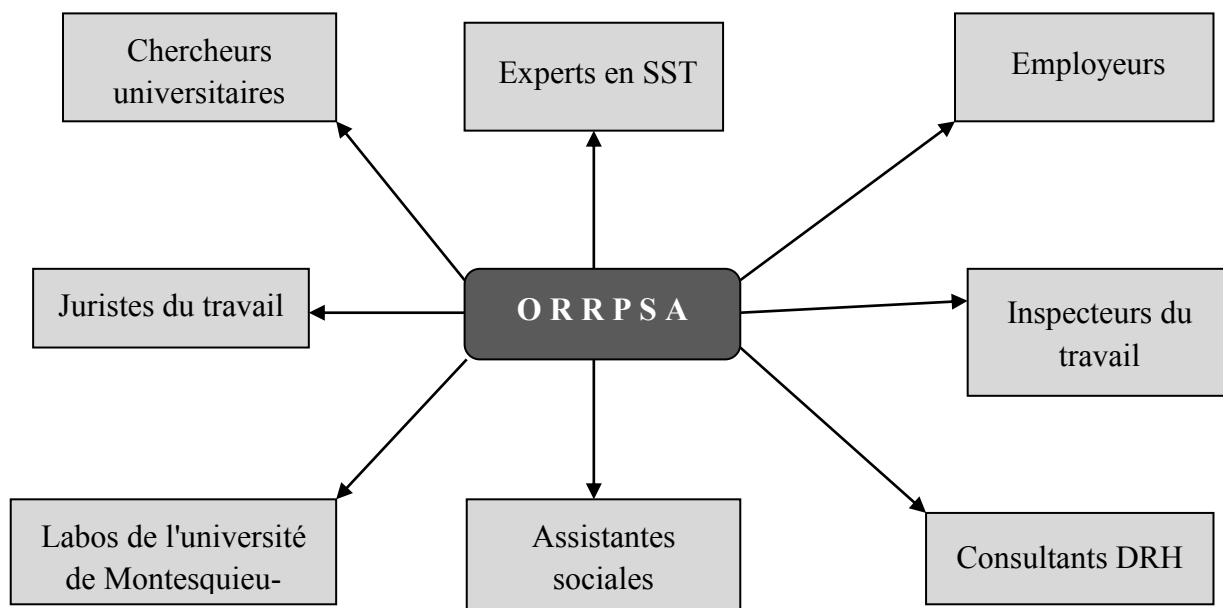 Chercheurs
universitaires
Experts en SST
Employeurs
Juristes du travail
O R R P S A
Inspecteurs du
travail
Labos de l'université
de Montesquieu-
Assistantes
sociales
Consultants DRH